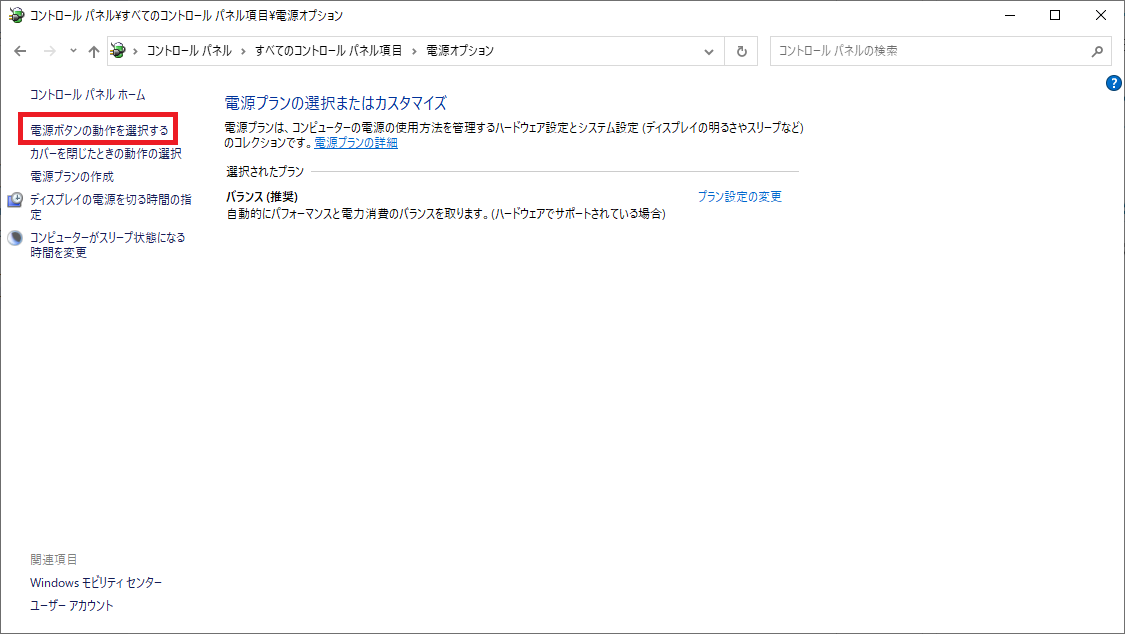 コントロール パネル¥すべてのコントロール パネル項目¥電源オプション
コントロール パネル › すべてのコントロール パネル項目 › 電源オプション
コントロール パネルの検索
コントロール パネル ホーム
電源ボタンの動作を選択する
カバーを閉じたときの動作の選択
電源プランの作成
ディスプレイの電源を切る時間の指
定
コンピューターがスリープ状態になる
時間を変更
電源プランの選択またはカスタマイズ
電源プランは、コンピューターの電源の使用方法を管理するハードウェア設定とシステム設定 (ディスプレイの明るさやスリープなど)
のコレクションです。電源プランの詳細
選択されたプラン
バランス (推奨)
プラン設定の変更
自動的にパフォーマンスと電力消費のバランスを取ります。(ハードウェアでサポートされている場合)
?
関連項目
Windows モビリティ センター
ユーザー アカウント